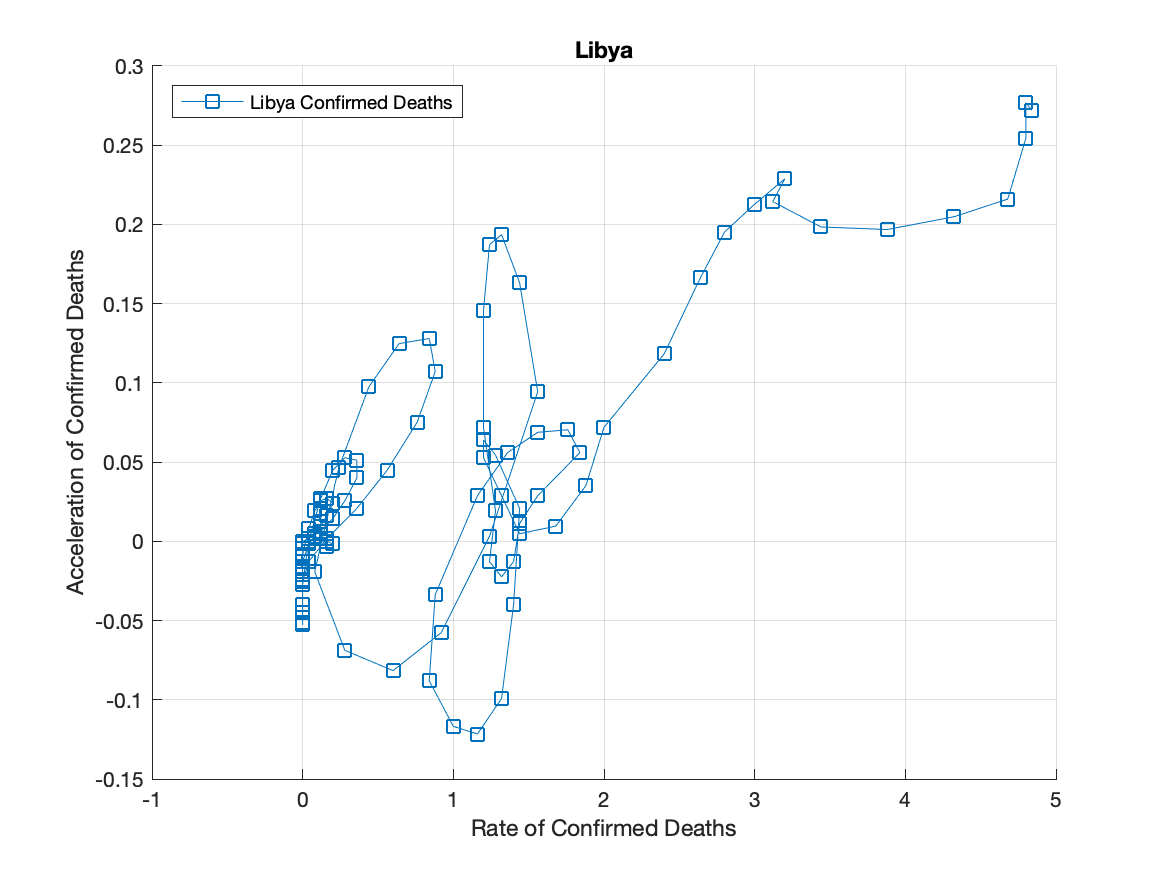 Libya
Libya Confirmed Deaths
Acceleration of Confirmed Deaths
0.3
0.25
0.2
0.15
0.1
0.05
0
-0.05
-0.1
-0.15
-1 0 1 2 3 4 5
Rate of Confirmed Deaths